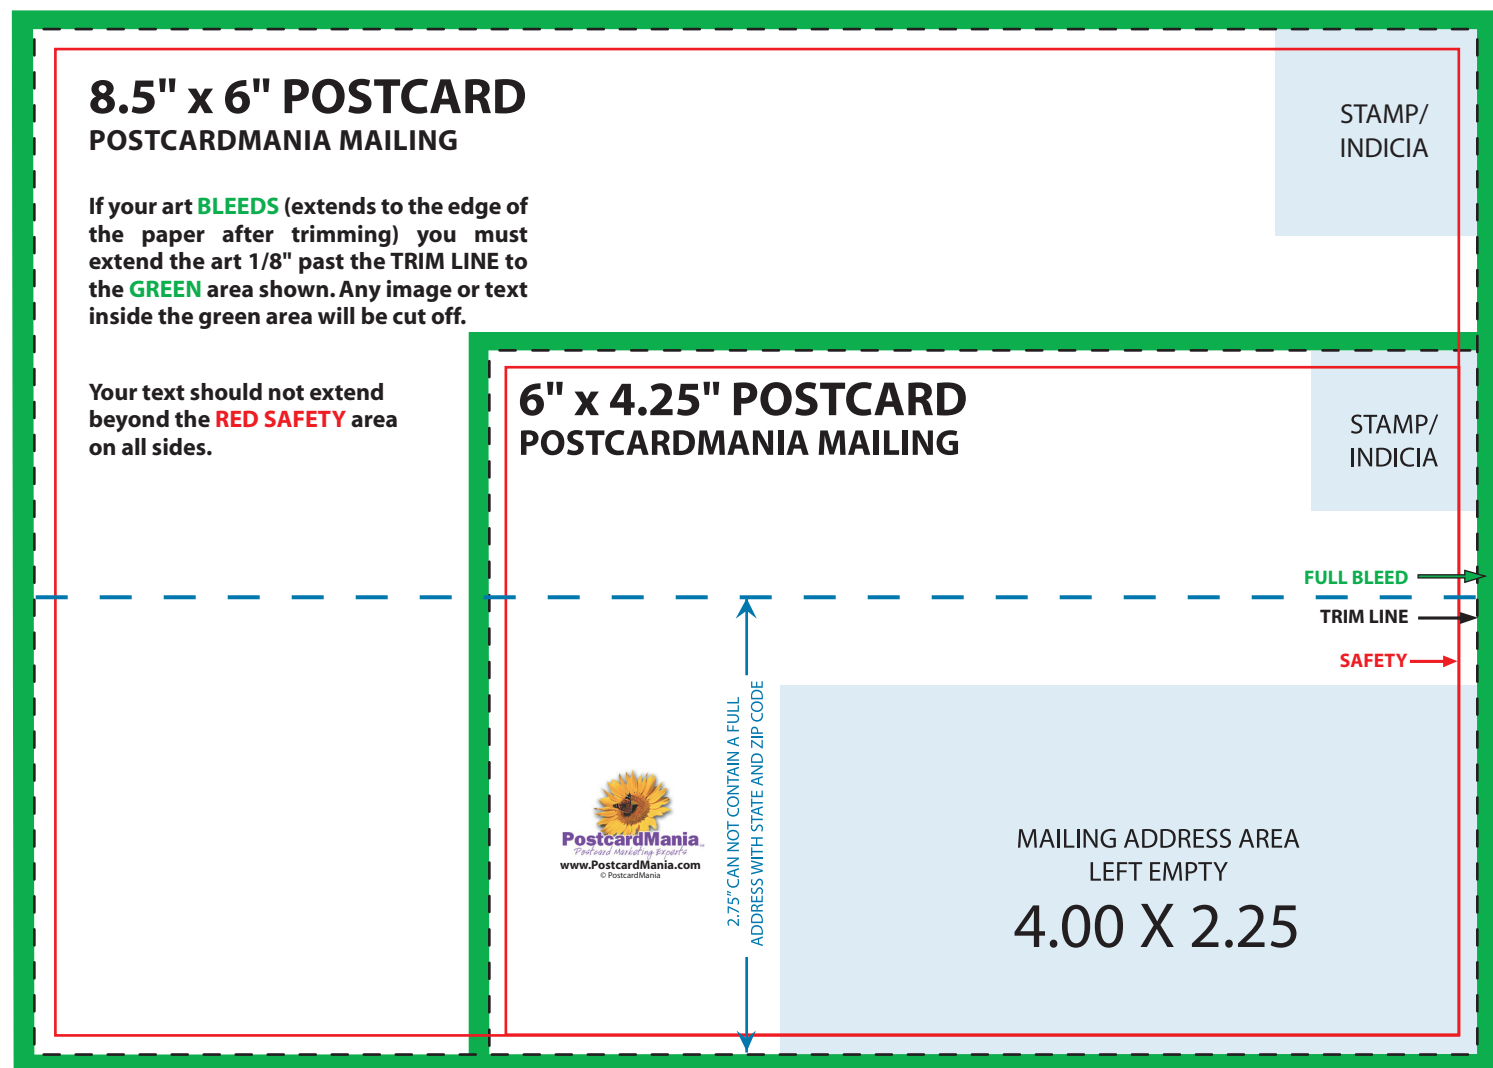 8.5" x 6" POSTCARD
POSTCARDMANIA MAILING
STAMP/
INDICIA
If your art BLEEDS (extends to the edge of
the paper after trimming) you must
extend the art 1/8" past the TRIM LINE to
the GREEN area shown. Any image or text
inside the green area will be cut off.
Your text should not extend
beyond the RED SAFETY area
on all sides.
6" x 4.25" POSTCARD
POSTCARDMANIA MAILING
STAMP/
INDICIA
FULL BLEED
TRIM LINE
SAFETY
2.75" CAN NOT CONTAIN A FULL
ADDRESS WITH STATE AND ZIP CODE
PostcardMania
Postcard Marketing Experts
www.PostcardMania.com
© PostcardMania
MAILING ADDRESS AREA
LEFT EMPTY
4.00 X 2.25